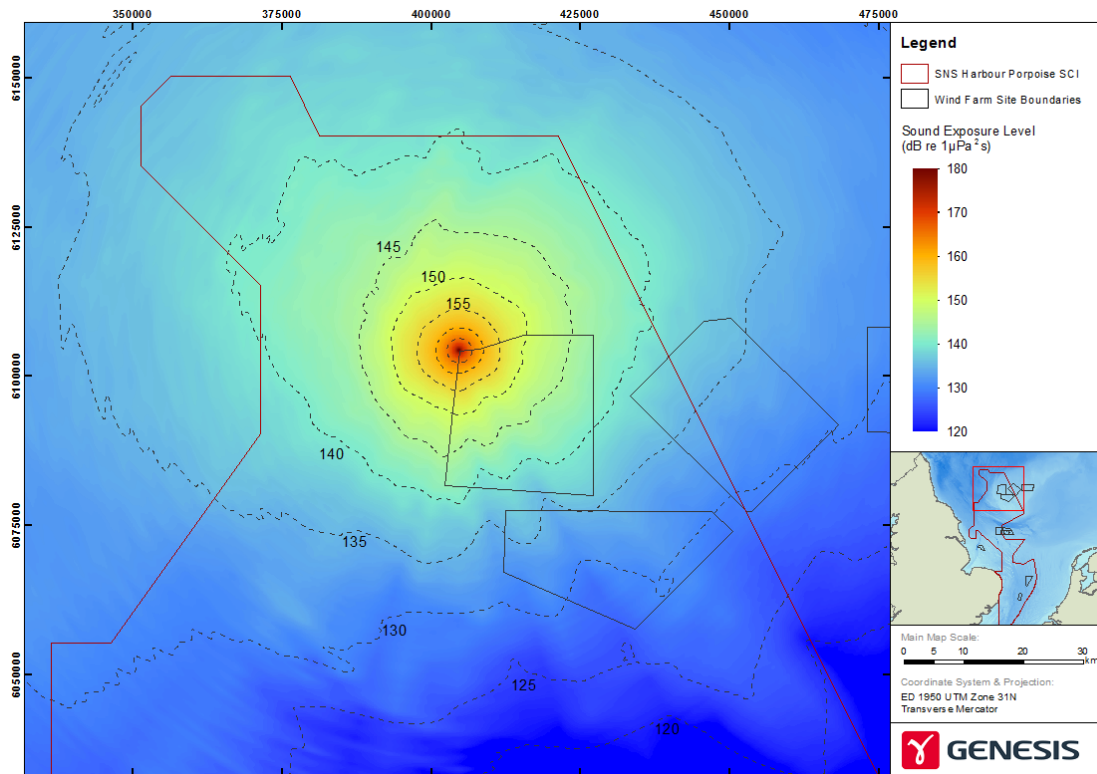 350000 375000 400000 425000 450000 475000
Legend
SNS Harbour Porpoise SCI
Wind Farm Site Boundaries
Sound Exposure Level
(dB re 1µPa²s)
180
170
160
150
140
130
120
6150000
6125000
6100000
6075000
6050000
145
150
155
140
135
130
125
120
Main Map Scale:
0 5 10 20 30
km
Coordinate System & Projection:
ED 1950 UTM Zone 31N
Transverse Mercator
GENESIS